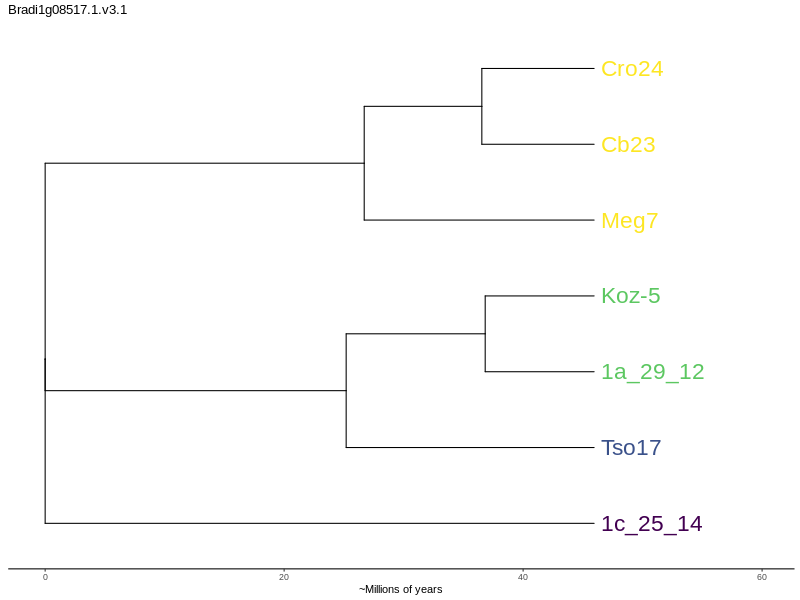 Bradi1g08517.1.v3.1
Cro24
Cb23
Meg7
Koz-5
1a_29_12
Tso17
1c_25_14
0 20 40 60
~Millions of years